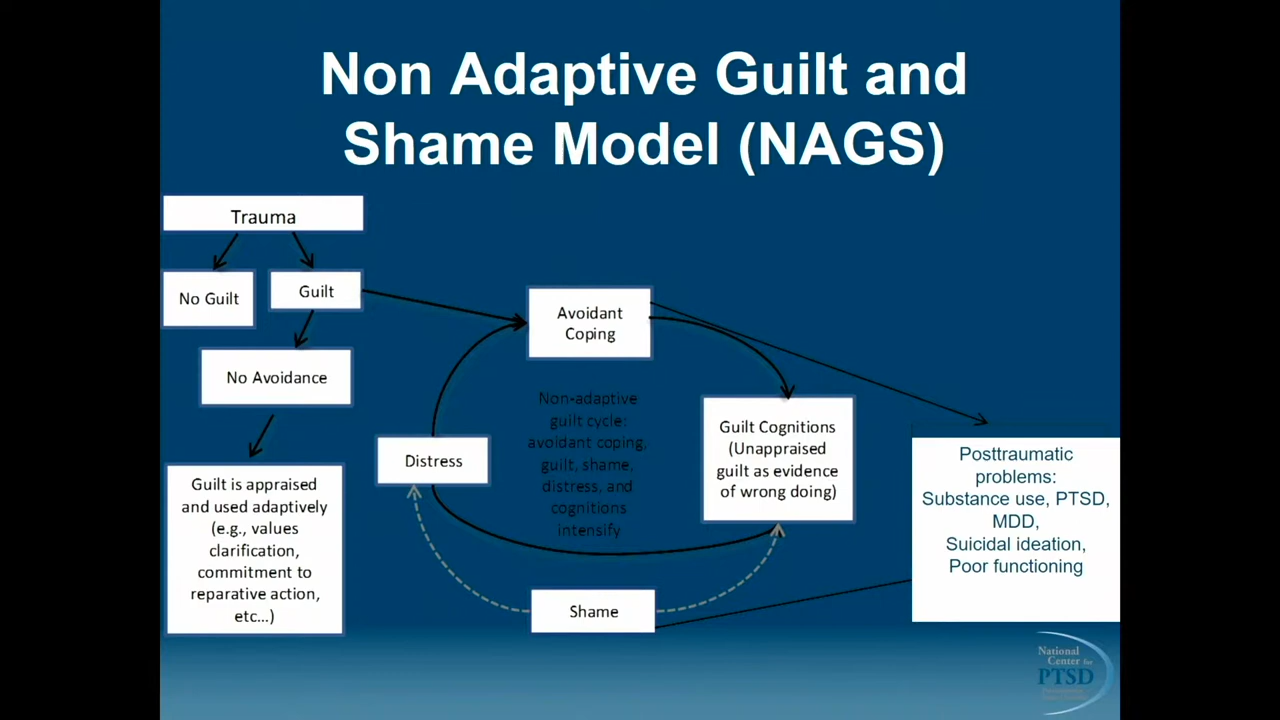 Non Adaptive Guilt and
Shame Model (NAGS)
Trauma
No Guilt
Guilt
No Avoidance
Guilt is appraised
and used adaptively
(e.g., values
clarification,
commitment to
reparative action,
etc...)
Avoidant
Coping
Distress
Non-adaptive
guilt cycle:
avoidant coping,
guilt, shame,
distress, and
cognitions
intensify
Guilt Cognitions
(Unappraised
guilt as evidence
of wrong doing)
Shame
Posttraumatic
problems:
Substance use, PTSD,
MDD,
Suicidal ideation,
Poor functioning
National
Center for
PTSD